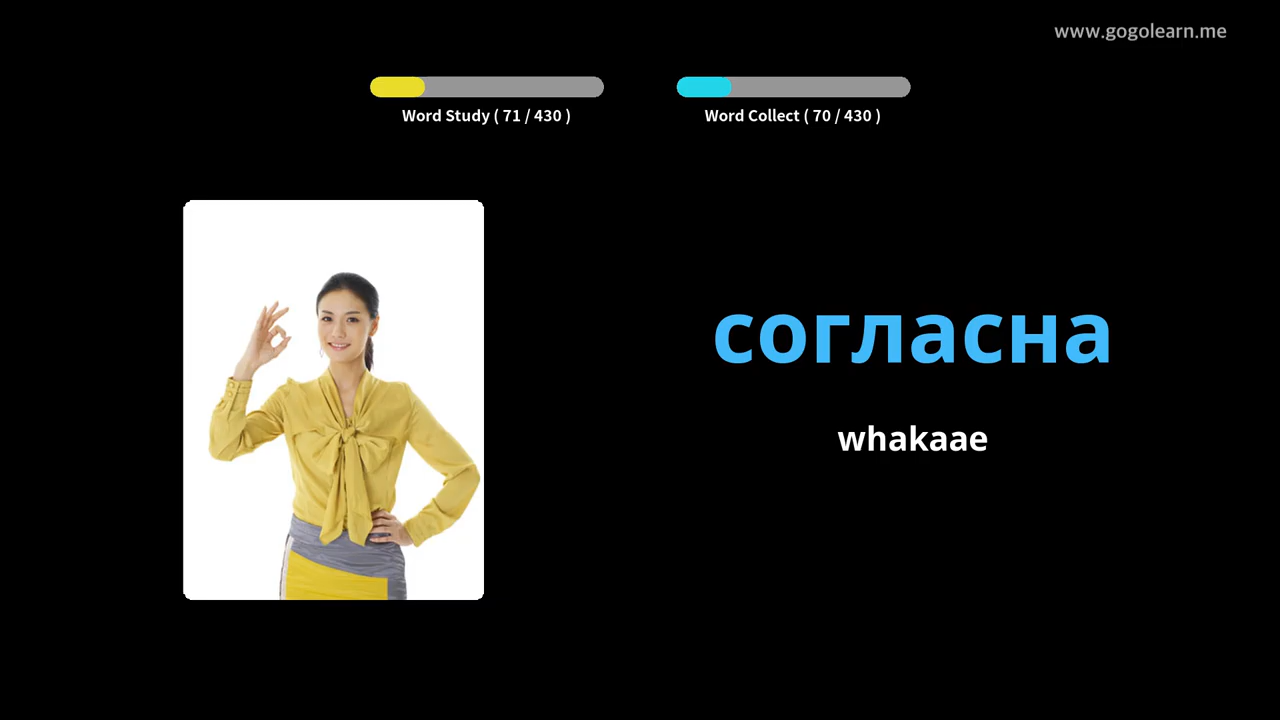 www.gogolearn.me
Word Study ( 71 / 430 )
Word Collect ( 70 / 430 )
согласна
whakaae